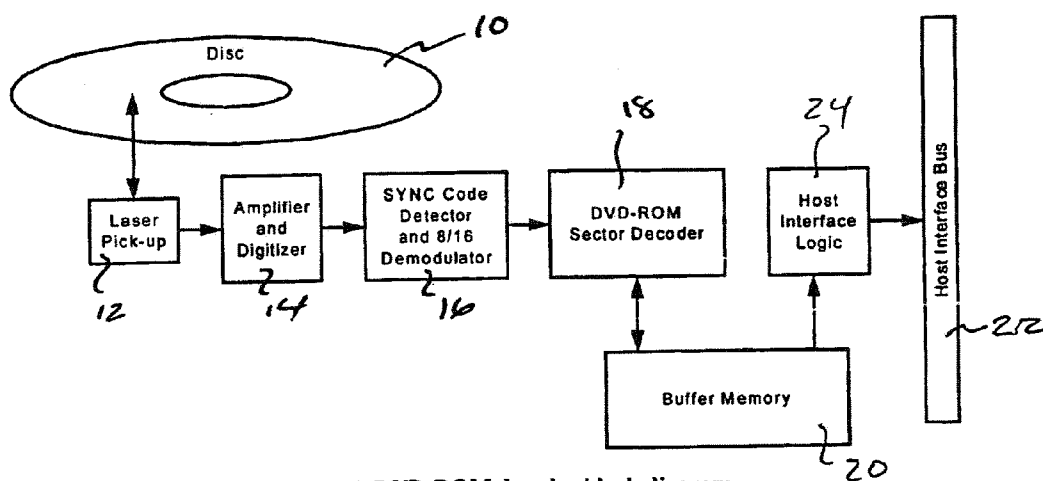 10
Disc
18
24
Laser
Pick-up
Amplifier
and
Digitizer
SYNC Code
Detector
and 8/16
Demodulator
DVD-ROM
Sector Decoder
Host
Interface
Logic
Host Interface Bus
12
14
16
22
Buffer Memory
20